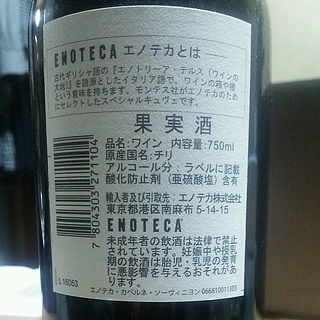 ENOTECA エノテカとは
古代ギリシャ語の『エノトリーア・テルス（ワインの
大地）』を語源としたイタリア語で、ワインの箱や棚
という意味を持ちます。モンテス社がエノテカのため
にセレクトしたスペシャルキュヴェです。
果実酒
品名:ワイン 内容量:750ml
原産国名:チリ
アルコール分:ラベルに記載
酸化防止剤（亜硫酸塩）含有
輸入者及び引取先:エノテカ株式会社
東京都港区南麻布 5-14-15
ENOTECA
未成年者の飲酒は法律で禁止
されています。妊娠中や授乳
期の飲酒は胎児・乳児の発育
に悪影響を与えるおそれがあ
ります。
エノテカ・カベルネ・ソーヴィニヨン 0668109113B5
7 804303 271104
L 16053